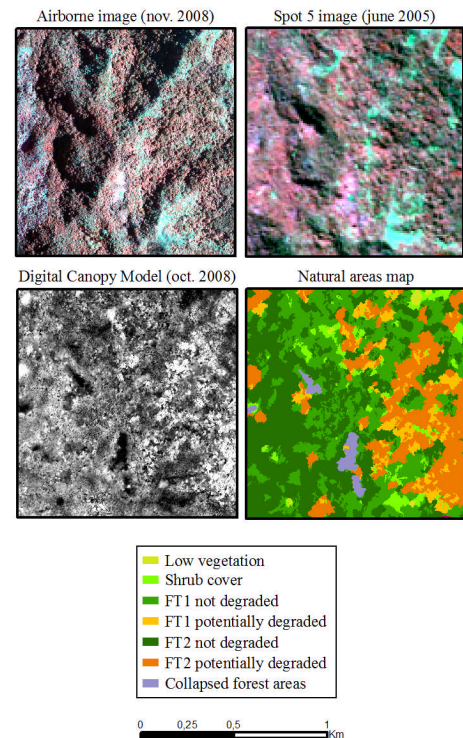 Airborne image (nov. 2008)
Spot 5 image (june 2005)
Digital Canopy Model (oct. 2008)
Natural areas map
Low vegetation
Shrub cover
FT1 not degraded
FT1 potentially degraded
FT2 not degraded
FT2 potentially degraded
Collapsed forest areas
0 0,25 0,5 1
Km